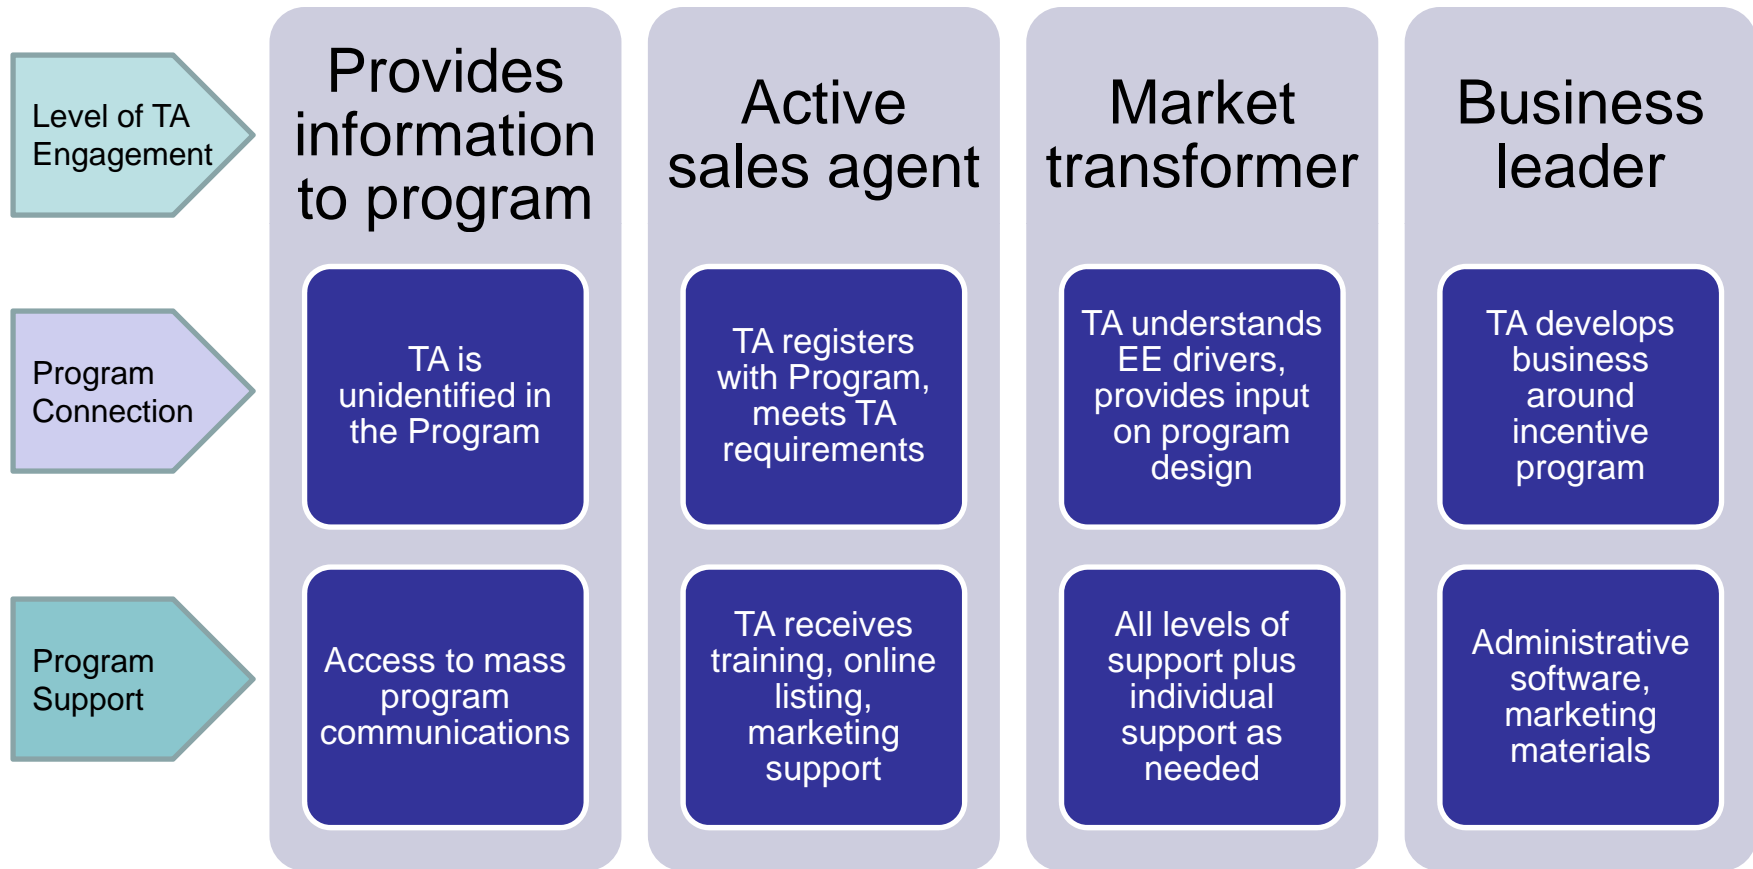 Level of TA
Engagement
Provides
information
to program
Active
sales agent
Market
transformer
Business
leader
Program
Connection
TA is
unidentified in
the Program
TA registers
with Program,
meets TA
requirements
TA understands
EE drivers,
provides input
on program
design
TA develops
business
around
incentive
program
Program
Support
Access to mass
program
communications
TA receives
training, online
listing,
marketing
support
All levels of
support plus
individual
support as
needed
Administrative
software,
marketing
materials